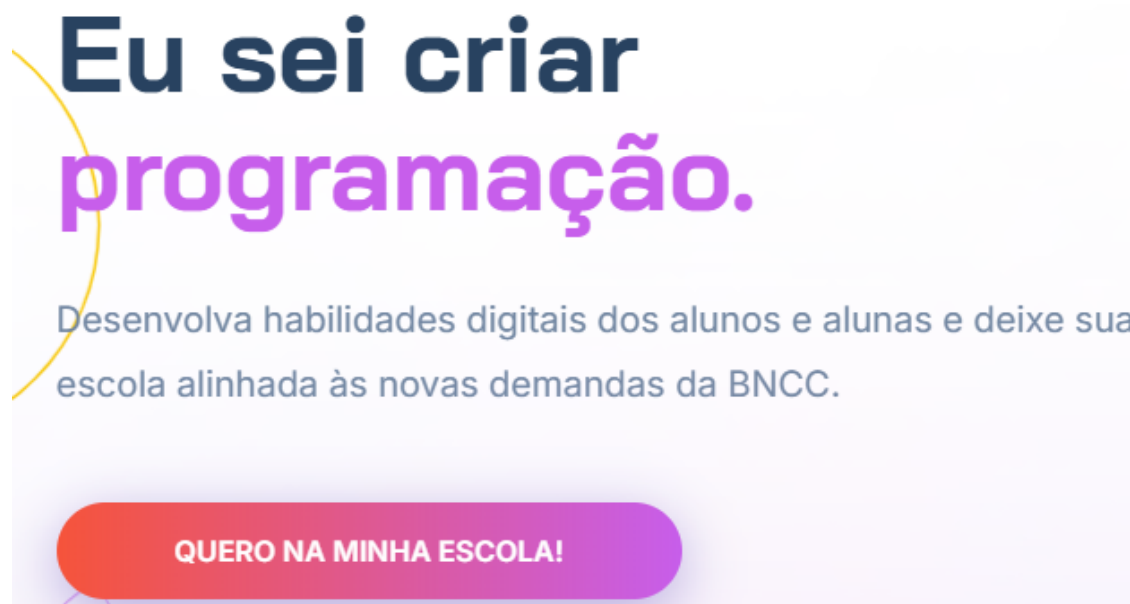 Eu sei criar
programação.
Desenvolva habilidades digitais dos alunos e alunas e deixe sua
escola alinhada às novas demandas da BNCC.
QUERO NA MINHA ESCOLA!